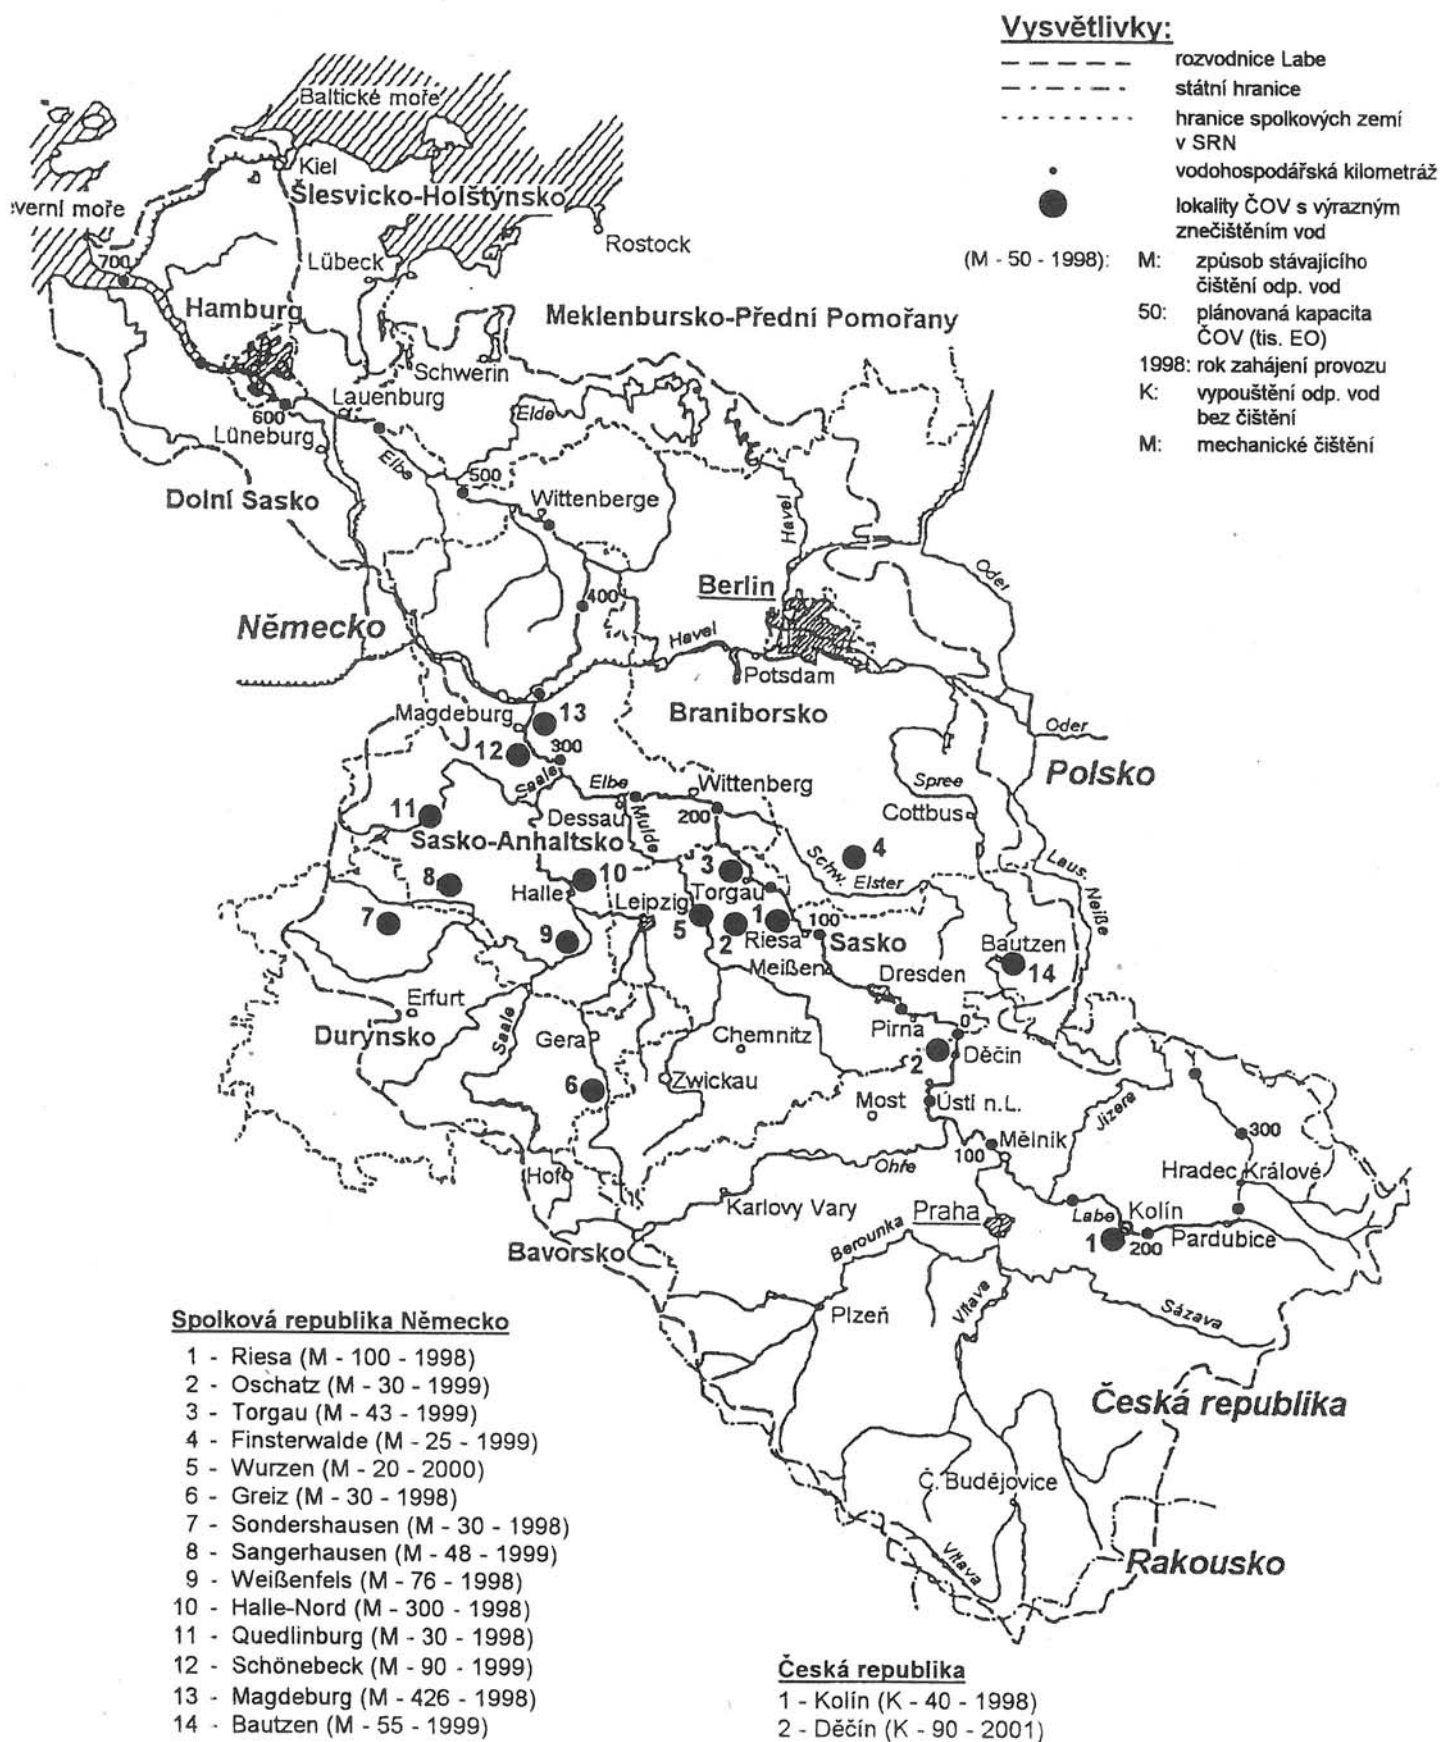 Vysvětlivky:
rozvodnice Labe
státní hranice
hranice spolkových zemí
v SRN
vodohospodářská kilometráž
lokality ČOV s výrazným
znečištěním vod
(M - 50 - 1998): M: způsob stávajícího
čištění odp. vod
50: plánovaná kapacita
ČOV (tis. EO)
1998: rok zahájení provozu
K: vypouštění odp. vod
bez čištění
M: mechanické čištění
Baltické moře
Kiel
Šlesvicko-Holštýnsko
everní moře
Rostock
700
Lübeck
Hamburg
Meklenbursko-Přední Pomořany
Schwerin
Lauenburg
Elde
600
Lüneburg
Elbe
500
Dolní Sasko
Wittenberge
Havel
Oder
Berlin
400
Německo
Havel
Potsdam
Magdeburg
13
Braniborsko
Oder
12
300
Polsko
Saale
Elbe
Wittenberg
Spree
11
Dessau
Mulde
200
Cottbus
Sasko-Anhaltsko
4
Schw. Elster
Laus. Neiße
8
10
3
Halle
Torgau
7
Leipzig
5
2
1
100
9
Riesa
Sasko
Bautzen
Meißen
14
Dresden
Erfurt
Saale
Pirna
0
Durynsko
Gera
Chemnitz
2
Děčín
6
Zwickau
Most
Ústí n.L.
Jizera
300
Mělník
100
Hof
Ohře
Hradec Králové
Karlovy Vary
Praha
Labe
Kolín
Berounka
1
200
Pardubice
Bavorsko
Vltava
Sázava
Plzeň
Česká republika
Č. Budějovice
Vltava
Rakousko
Spolková republika Německo
1 - Riesa (M - 100 - 1998)
2 - Oschatz (M - 30 - 1999)
3 - Torgau (M - 43 - 1999)
4 - Finsterwalde (M - 25 - 1999)
5 - Wurzen (M - 20 - 2000)
6 - Greiz (M - 30 - 1998)
7 - Sondershausen (M - 30 - 1998)
8 - Sangerhausen (M - 48 - 1999)
9 - Weißenfels (M - 76 - 1998)
10 - Halle-Nord (M - 300 - 1998)
11 - Quedlinburg (M - 30 - 1998)
12 - Schönebeck (M - 90 - 1999)
13 - Magdeburg (M - 426 - 1998)
14 - Bautzen (M - 55 - 1999)
Česká republika
1 - Kolín (K - 40 - 1998)
2 - Děčín (K - 90 - 2001)